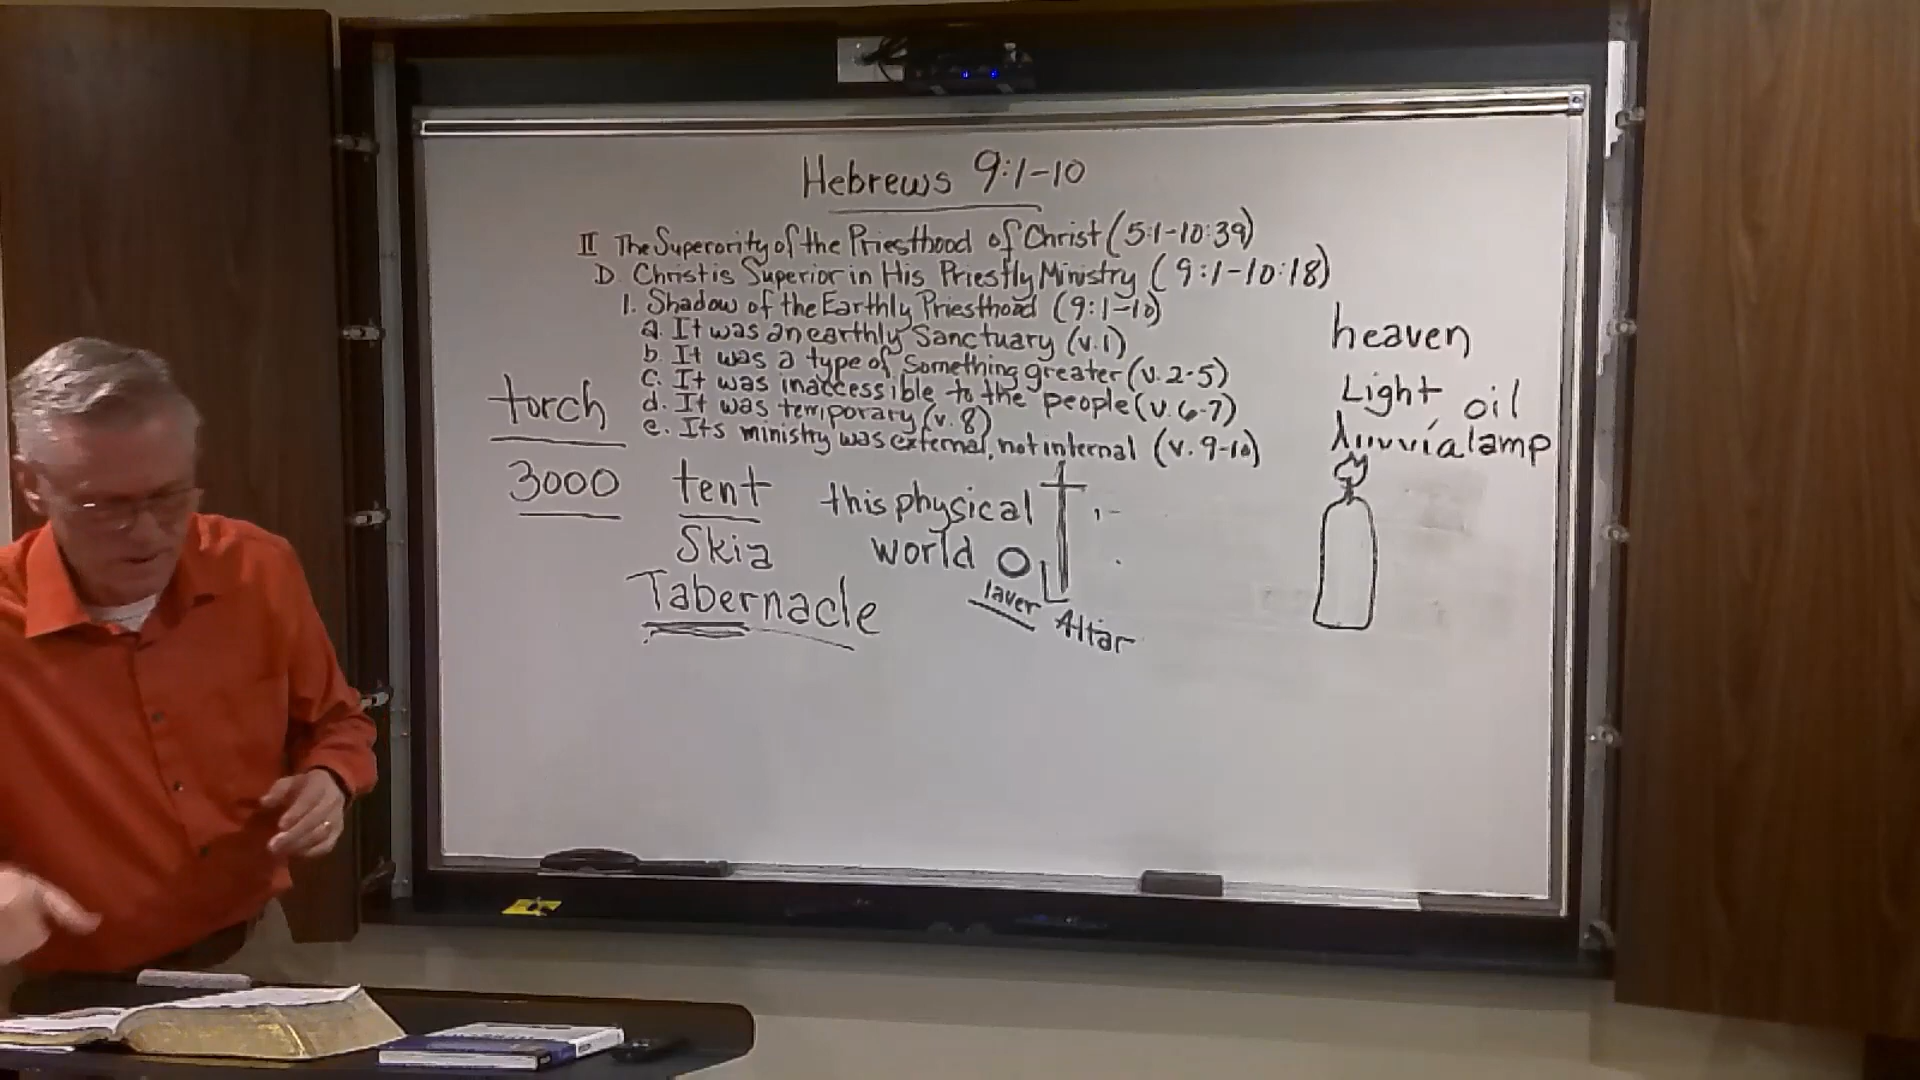 Hebrews 9:1-10
II The Superority of the Priesthood of Christ (5:1-10:39)
D. Christ is Superior in His Priestly Ministry (9:1-10:18)
1. Shadow of the Earthly Priesthood (9:1-10)
a. It was an earthly Sanctuary (v.1)
b. It was a type of Something greater (v. 2-5)
c. It was inaccessible to the people (v. 6-7)
d. It was temporary (v. 8)
e. Its ministry was external, not internal (v. 9-10)
torch
3000
tent
Skia
Tabernacle
this physical
world
laver
Altar
heaven
Light oil
lamp